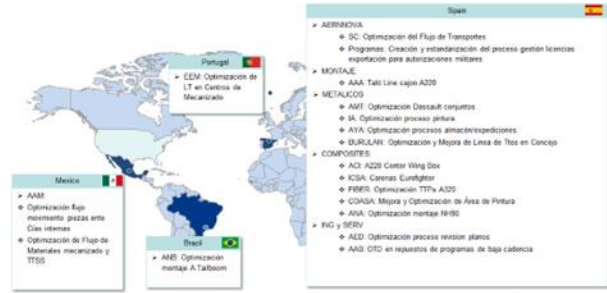 Spain
➢ AERNNOVA
❖ SC: Optimización del Flujo de Transportes
❖ Programas: Creación y estandarización del proceso gestión licencias
exportación para autorizaciones militares
➢ MONTAJE
❖ AAA: Takt Line cajon A220
➢ METALICOS
❖ AMT: Optimización Dassault conjuntos
❖ IA: Optimización proceso pintura
❖ AYA: Optimización procesos almacén/expediciones
❖ BURULAN: Optimización y Mejora de Linea de Ttos en Concejo
➢ COMPOSITES:
❖ ACI: A220 Center Wing Box
❖ ICSA: Carenas Eurofighter
❖ FIBER: Optimización TTPs A320
❖ COASA: Mejora y Optimización de Área de Pintura
❖ ANA: Optimización montaje NH90
➢ ING y SERV
❖ AED: Optimización proceso revision planos
❖ AAS: OTD en repuestos de programas de baja cadencia
Portugal
➢ EEM: Optimización de
LT en Centros de
Mecanizado
Mexico
➢ AAM:
❖ Optimización flujo
movimiento piezas entre
Cías internas
❖ Optimización de Flujo de
Materiales mecanizado y
TTSS
Brazil
➢ ANB: Optimización
montaje A.Tailboom